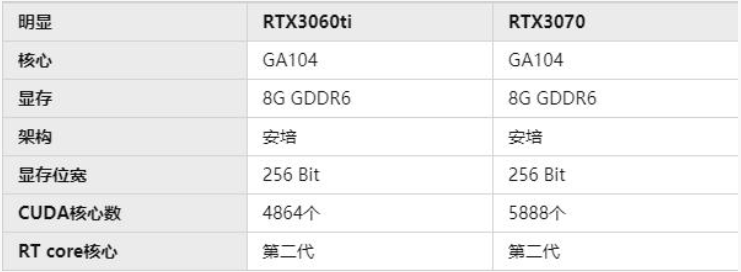 明显 RTX3060ti RTX3070
核心 GA104 GA104
显存 8G GDDR6 8G GDDR6
架构 安培 安培
显存位宽 256 Bit 256 Bit
CUDA核心数 4864个 5888个
RT core核心 第二代 第二代